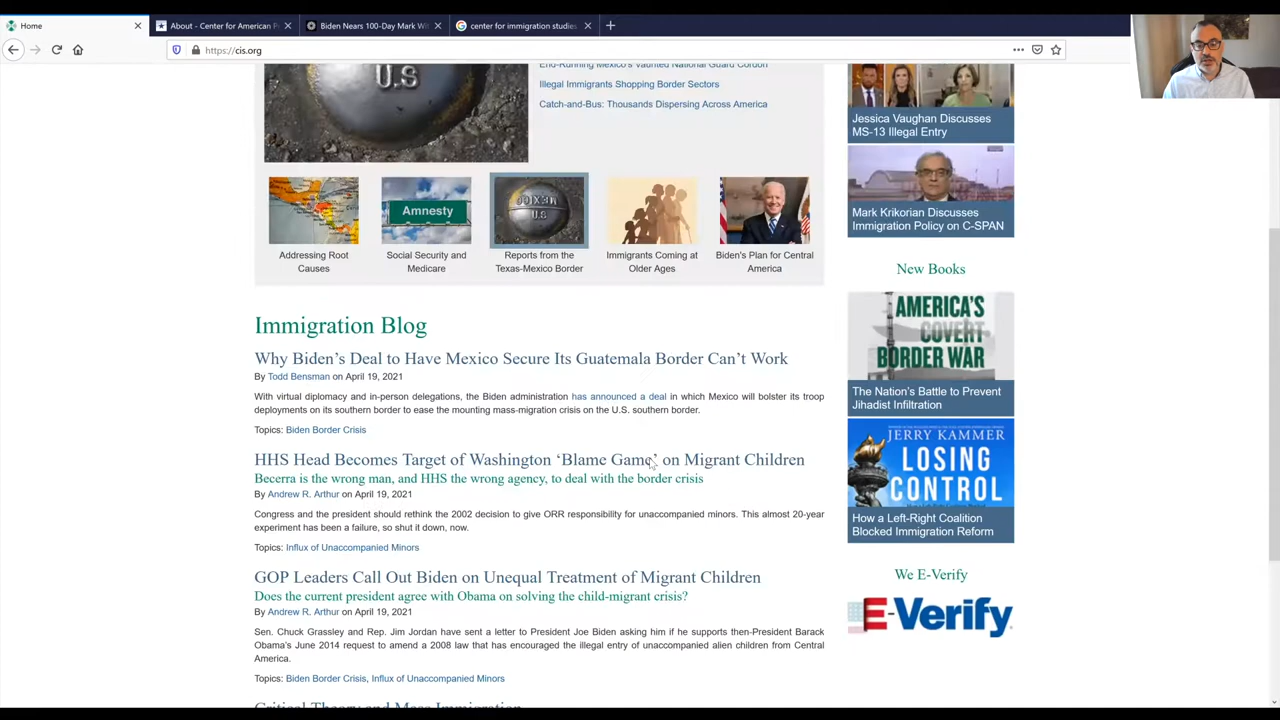 Home
About - Center for American P
Biden Nears 100-Day Mark Wit
center for immigration studies
https://cis.org
U.S
End-Running Mexico's Vaunted National Guard Cordon
Illegal Immigrants Shopping Border Sectors
Catch-and-Bus: Thousands Dispersing Across America
Amnesty
U.S
Addressing Root
Causes
Social Security and
Medicare
Reports from the
Texas-Mexico Border
Immigrants Coming at
Older Ages
Biden's Plan for Central
America
Immigration Blog
Why Biden's Deal to Have Mexico Secure Its Guatemala Border Can't Work
By Todd Bensman on April 19, 2021
With virtual diplomacy and in-person delegations, the Biden administration has announced a deal in which Mexico will bolster its troop
deployments on its southern border to ease the mounting mass-migration crisis on the U.S. southern border.
Topics: Biden Border Crisis
HHS Head Becomes Target of Washington 'Blame Game' on Migrant Children
Becerra is the wrong man, and HHS the wrong agency, to deal with the border crisis
By Andrew R. Arthur on April 19, 2021
Congress and the president should rethink the 2002 decision to give ORR responsibility for unaccompanied minors. This almost 20-year
experiment has been a failure, so shut it down, now.
Topics: Influx of Unaccompanied Minors
GOP Leaders Call Out Biden on Unequal Treatment of Migrant Children
Does the current president agree with Obama on solving the child-migrant crisis?
By Andrew R. Arthur on April 19, 2021
Sen. Chuck Grassley and Rep. Jim Jordan have sent a letter to President Joe Biden asking him if he supports then-President Barack
Obama's June 2014 request to amend a 2008 law that has encouraged the illegal entry of unaccompanied alien children from Central
America.
Topics: Biden Border Crisis, Influx of Unaccompanied Minors
Critical Theory and Mass Immigration
Jessica Vaughan Discusses
MS-13 Illegal Entry
Mark Krikorian Discusses
Immigration Policy on C-SPAN
New Books
AMERICA'S
COVERT
BORDER WAR
The Nation's Battle to Prevent
Jihadist Infiltration
JERRY KAMMER
LOSING
CONTROL
How a Left-Right Coalition
Blocked Immigration Reform
We E-Verify
E-Verify